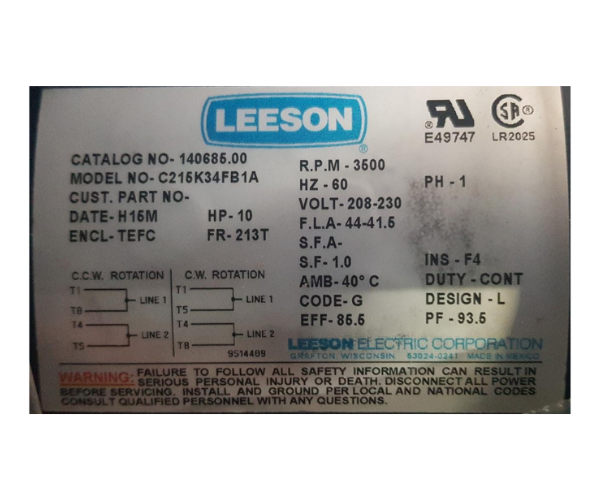 LEESON
®
E49747
LR2025
CATALOG NO- 140685.00
MODEL NO- C215K34FB1A
CUST. PART NO-
DATE- H15M HP- 10
ENCL- TEFC FR- 213T
R.P.M - 3500
HZ - 60 PH - 1
VOLT- 208-230
F.L.A- 44-41.5
S.F.A-
S.F- 1.0 INS - F4
AMB- 40° C DUTY - CONT
CODE- G DESIGN - L
EFF- 85.5 PF - 93.5
C.C.W. ROTATION C.W. ROTATION
T1 LINE 1 T1 LINE 1
T8 T5
T4 LINE 2 T4 LINE 2
T5 T8
9514409
LEESON ELECTRIC CORPORATION
GRAFTON, WISCONSIN 53024-0241 MADE IN MEXICO
WARNING: FAILURE TO FOLLOW ALL SAFETY INFORMATION CAN RESULT IN
SERIOUS PERSONAL INJURY OR DEATH. DISCONNECT ALL POWER
BEFORE SERVICING. INSTALL AND GROUND PER LOCAL AND NATIONAL CODES
CONSULT QUALIFIED PERSONNEL WITH ANY QUESTIONS.